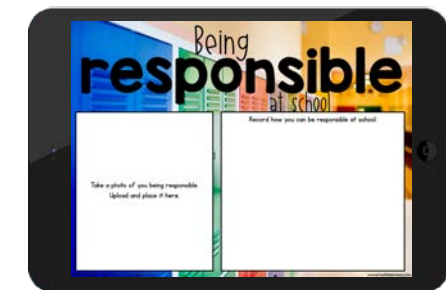 Being
responsible
at school
Record how you can be responsible at school.
Take a photo of you being responsible.
Upload and place it here.